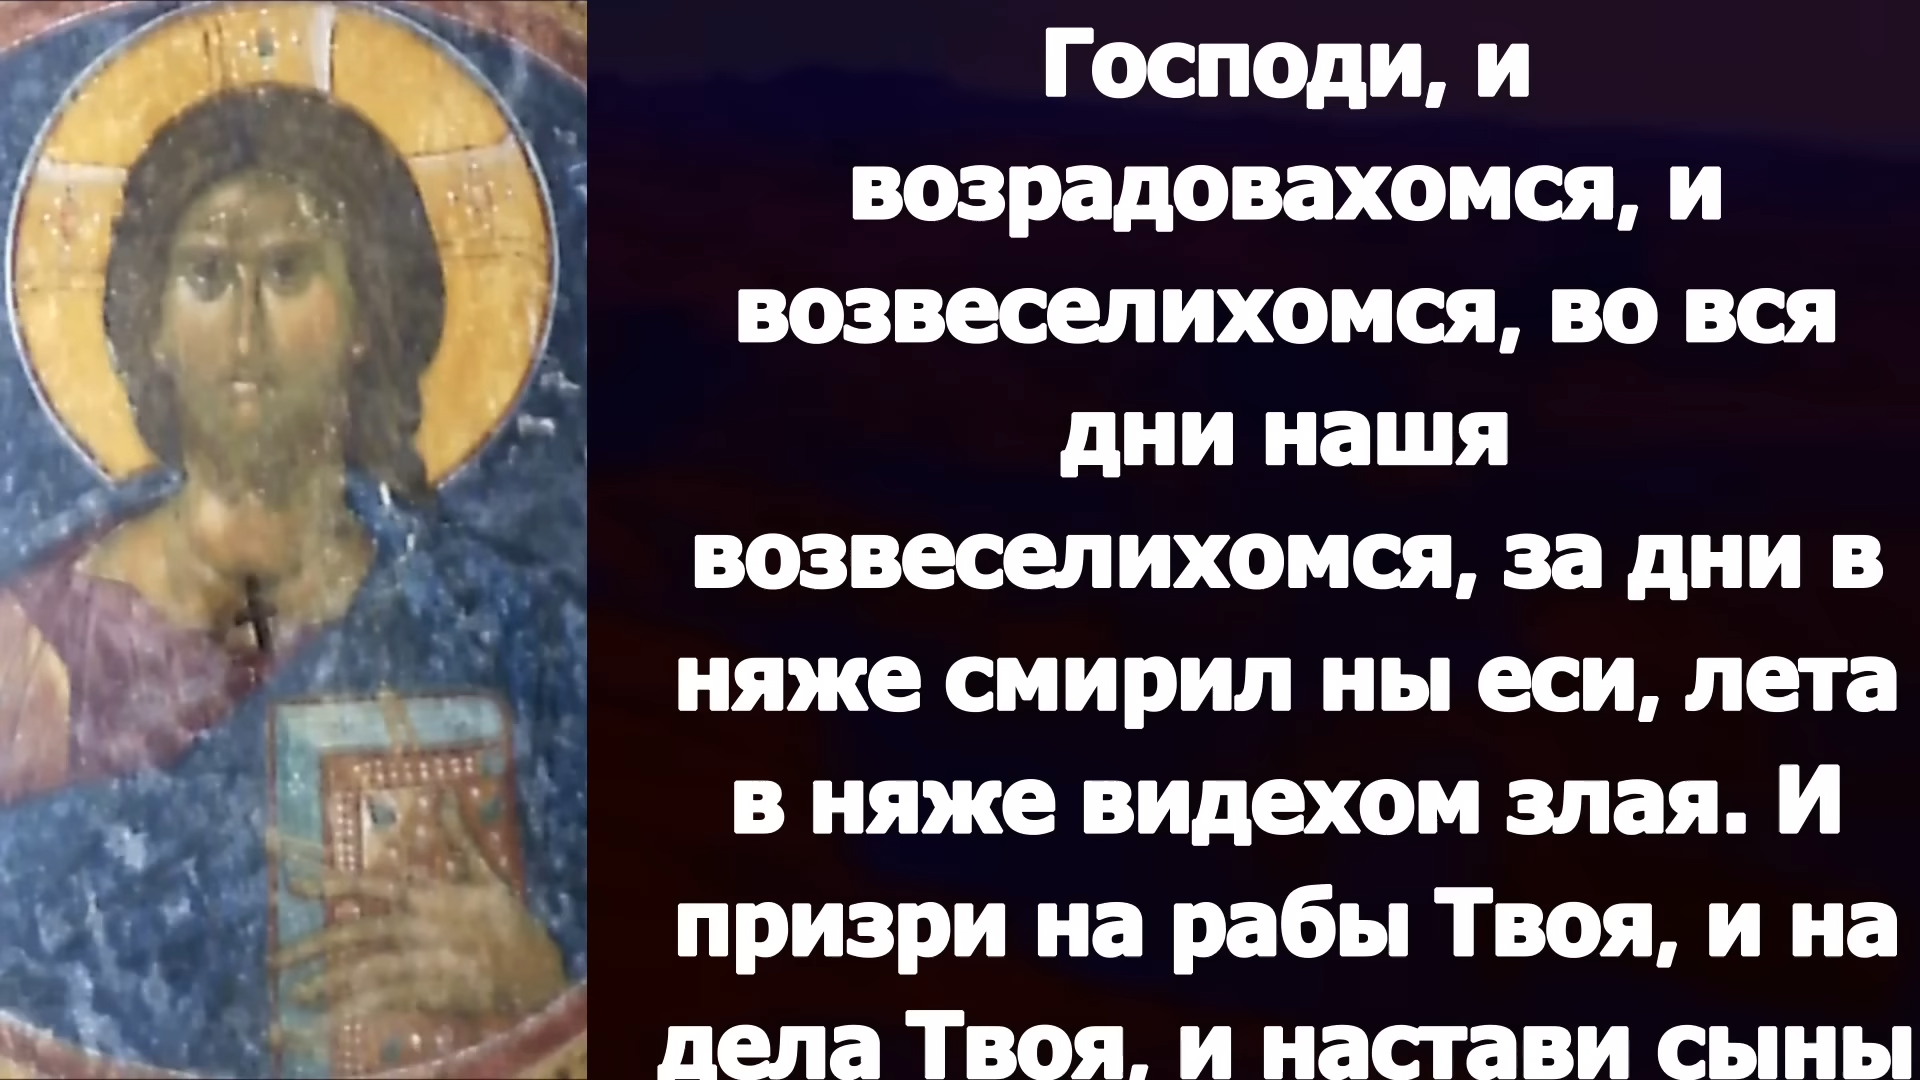 Господи, и
возрадовахомся, и
возвеселихомся, во вся
дни нашя
возвеселихомся, за дни в
няже смирил ны еси, лета
в няже видехом злая. И
призри на рабы Твоя, и на
дела Твоя, и настави сыны